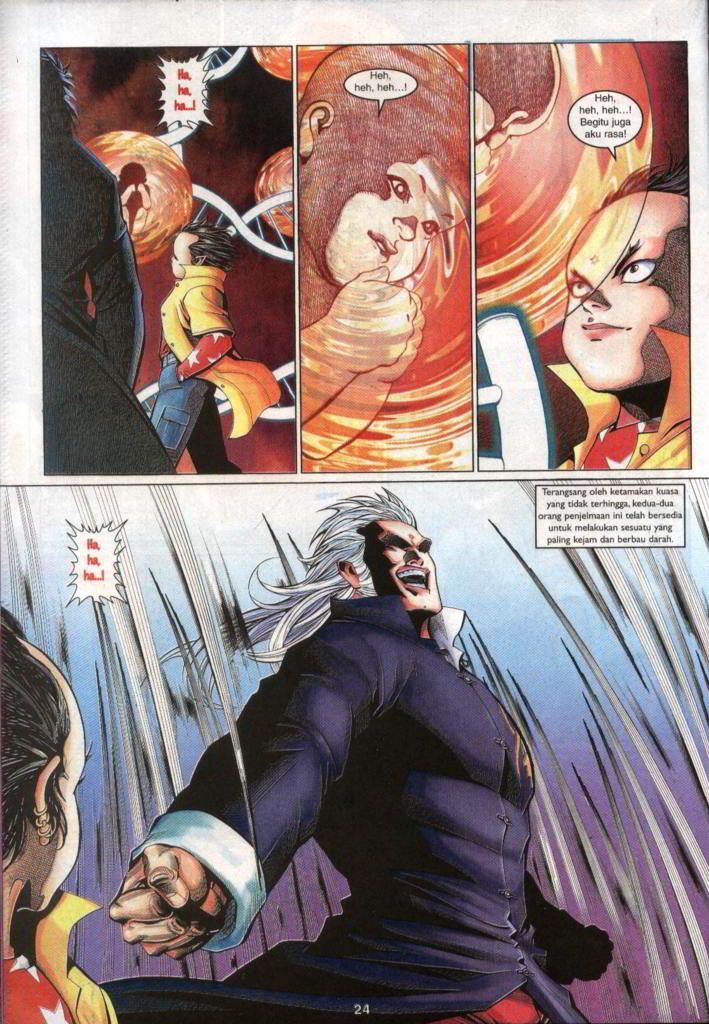 Ha,
ha,
ha...!
Heh,
heh, heh...!
Heh,
heh, heh...!
Begitu juga
aku rasa!
Terangsang oleh ketamakan kuasa
yang tidak terhingga, kedua-dua
orang penjelmaan ini telah bersedia
untuk melakukan sesuatu yang
paling kejam dan berbau darah.
Ha,
ha,
ha...!
24